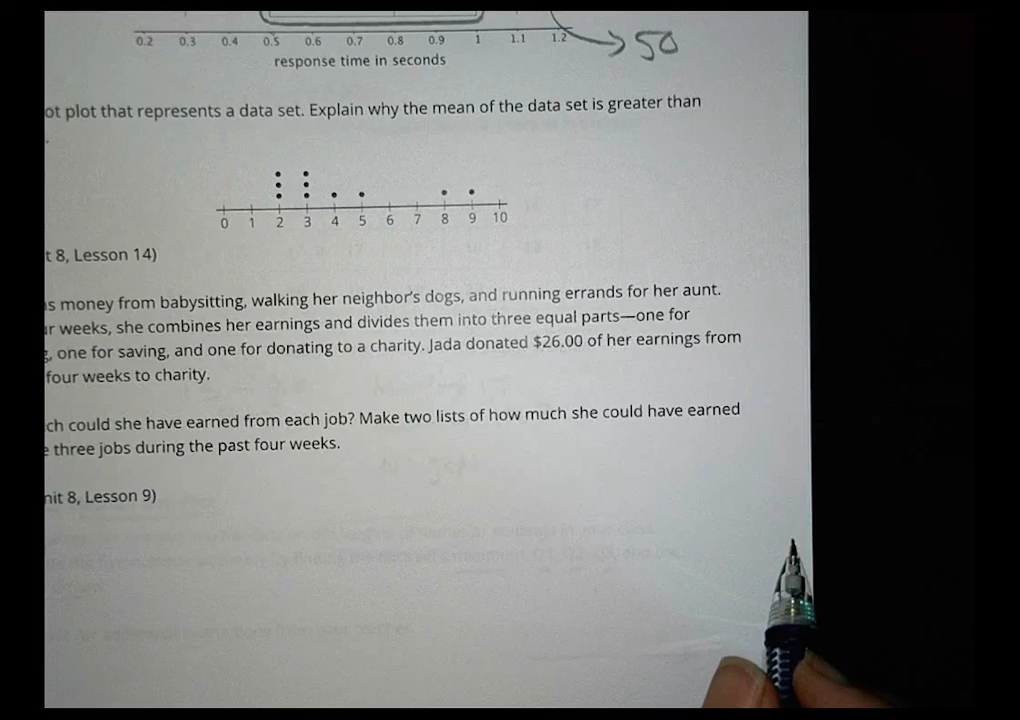 0.2 0.3 0.4 0.5 0.6 0.7 0.8 0.9 1 1.1 1.2 50
response time in seconds
ot plot that represents a data set. Explain why the mean of the data set is greater than
.
0 1 2 3 4 5 6 7 8 9 10
t 8, Lesson 14)
s money from babysitting, walking her neighbor's dogs, and running errands for her aunt.
ur weeks, she combines her earnings and divides them into three equal parts—one for
, one for saving, and one for donating to a charity. Jada donated $26.00 of her earnings from
four weeks to charity.
ch could she have earned from each job? Make two lists of how much she could have earned
e three jobs during the past four weeks.
nit 8, Lesson 9)